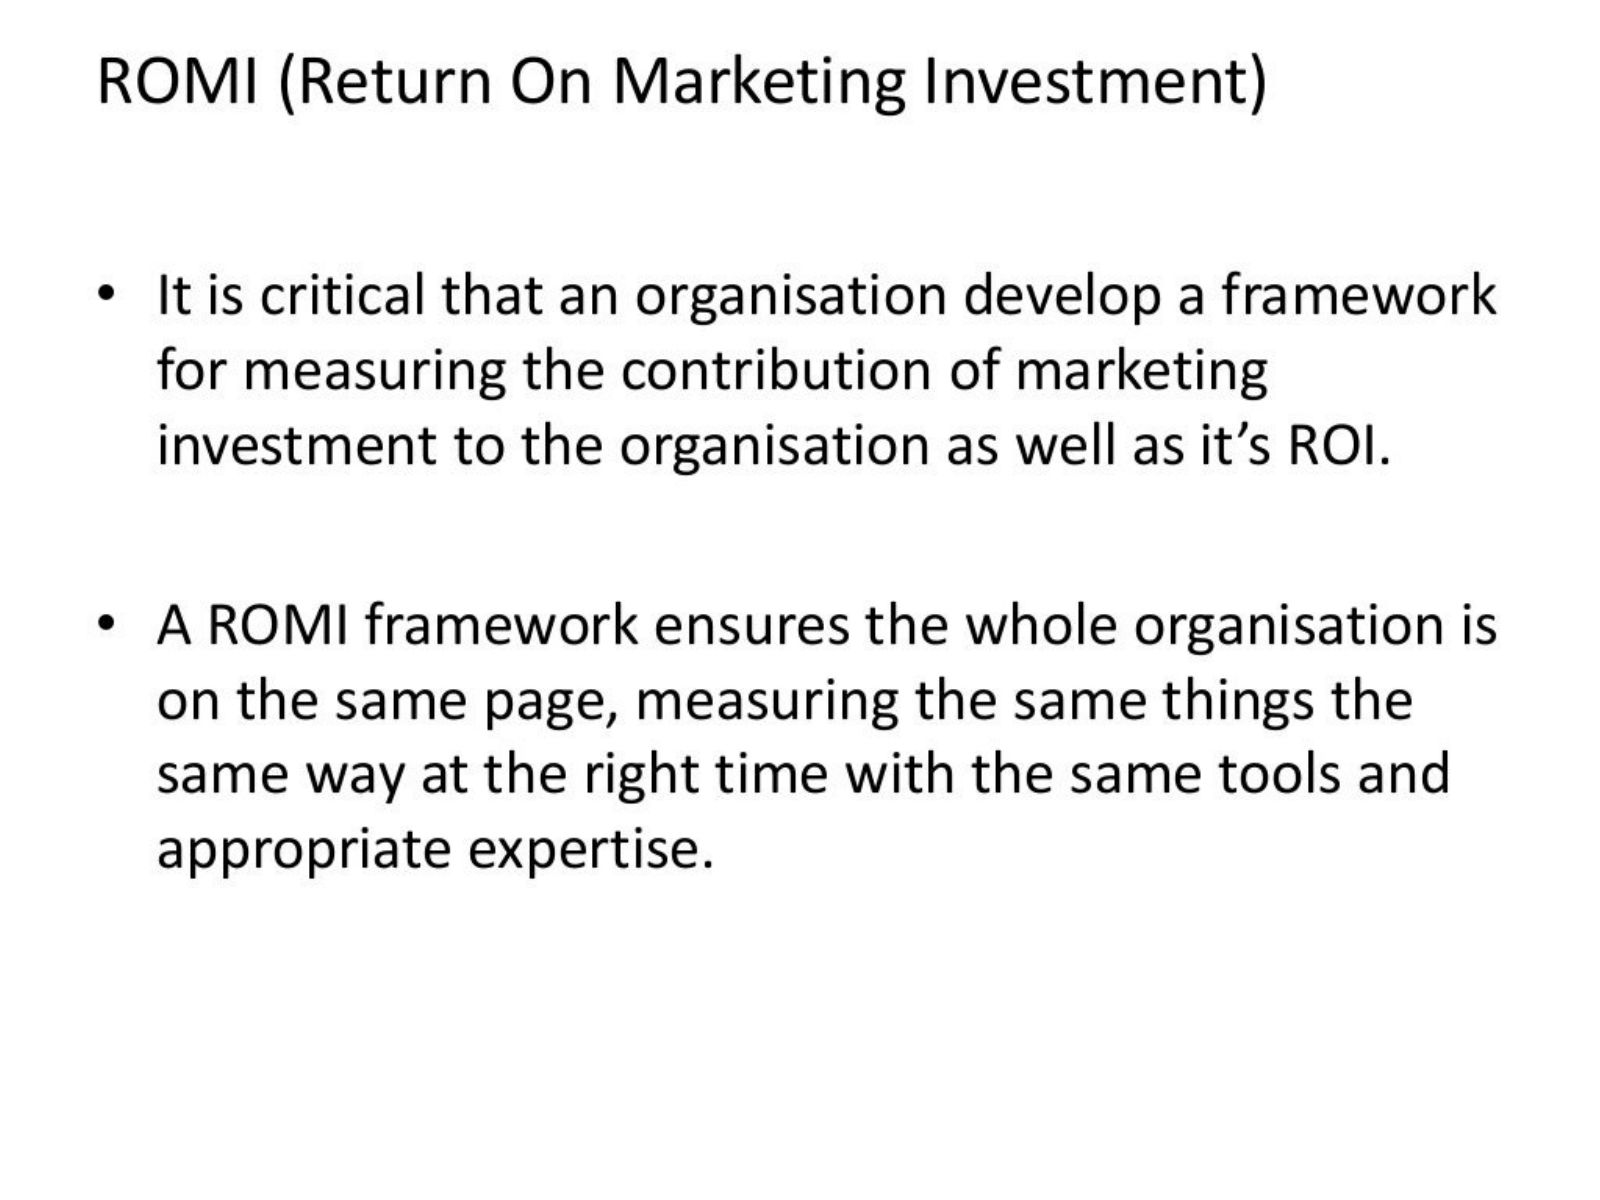 ROMI (Return On Marketing Investment)
• It is critical that an organisation develop a framework
for measuring the contribution of marketing
investment to the organisation as well as it’s ROI.
• A ROMI framework ensures the whole organisation is
on the same page, measuring the same things the
same way at the right time with the same tools and
appropriate expertise.